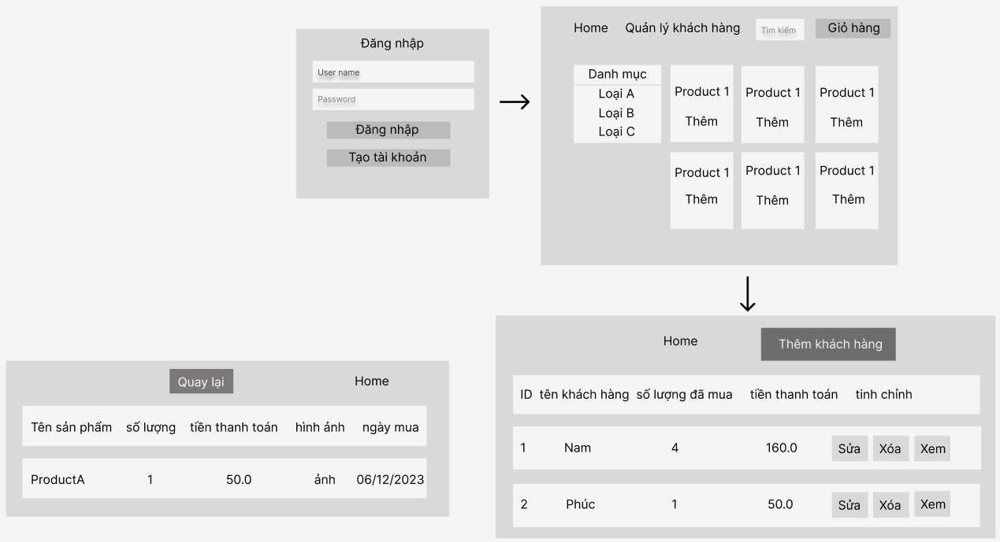 Đăng nhập
User name
Password
Đăng nhập
Tạo tài khoản
Home Quản lý khách hàng Tìm kiếm Giỏ hàng
Danh mục
Loại A
Loại B
Loại C
Product 1 Product 1 Product 1
Thêm Thêm Thêm
Product 1 Product 1 Product 1
Thêm Thêm Thêm
Home Thêm khách hàng
ID tên khách hàng số lượng đã mua tiền thanh toán tinh chỉnh
1 Nam 4 160.0 Sửa Xóa Xem
2 Phúc 1 50.0 Sửa Xóa Xem
Quay lại Home
Tên sản phẩm số lượng tiền thanh toán hình ảnh ngày mua
ProductA 1 50.0 ảnh 06/12/2023